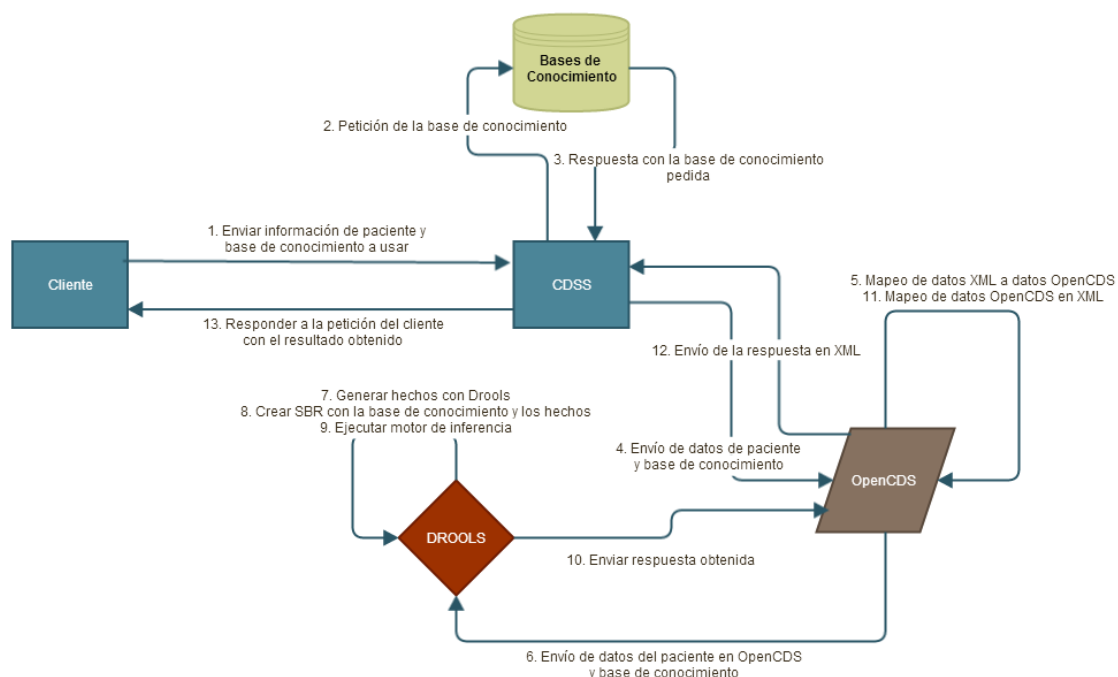 Bases de
Conocimiento
2. Petición de la base de conocimiento
3. Respuesta con la base de conocimiento
pedida
1. Enviar información de paciente y
base de conocimiento a usar
Cliente
CDSS
5. Mapeo de datos XML a datos OpenCDS
11. Mapeo de datos OpenCDS en XML
13. Responder a la petición del cliente
con el resultado obtenido
12. Envío de la respuesta en XML
7. Generar hechos con Drools
8. Crear SBR con la base de conocimiento y los hechos
9. Ejecutar motor de inferencia
4. Envío de datos de paciente
y base de conocimiento
OpenCDS
DROOLS
10. Enviar respuesta obtenida
6. Envío de datos del paciente en OpenCDS
y base de conocimiento